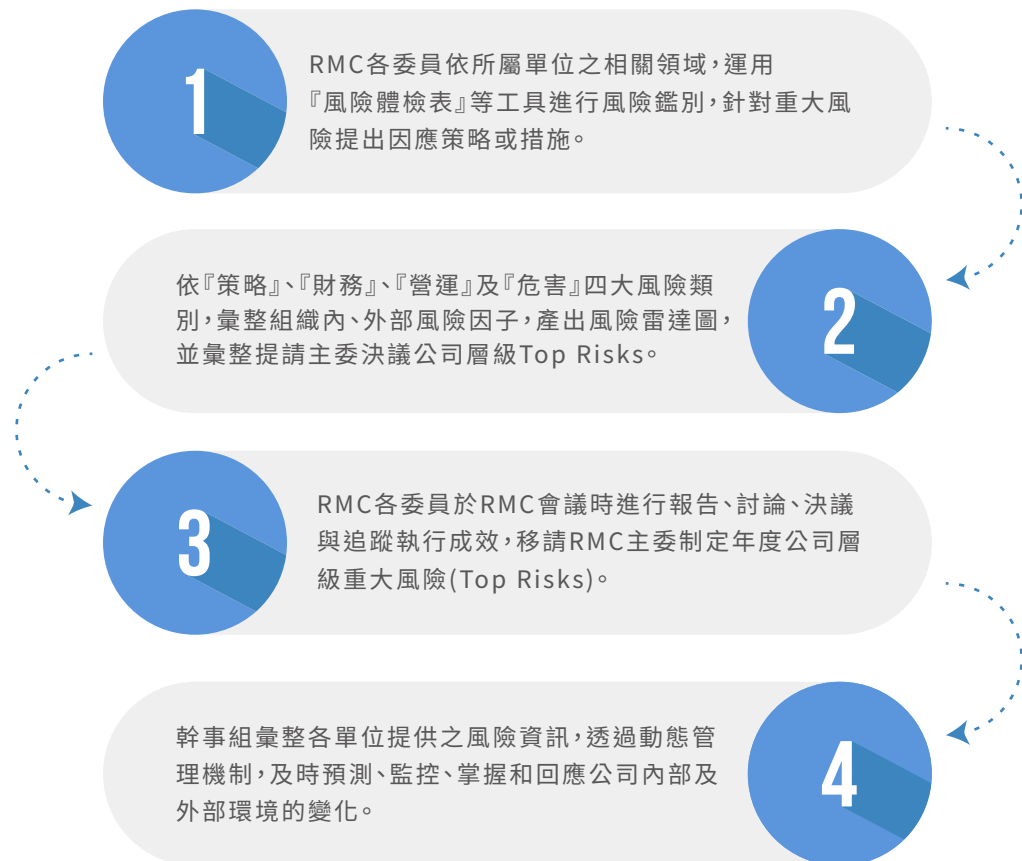 1
RMC各委員依所屬單位之相關領域,運用
『風險體檢表』等工具進行風險鑑別,針對重大風
險提出因應策略或措施。
2
依『策略』、『財務』、『營運』及『危害』四大風險類
別,彙整組織內、外部風險因子,產出風險雷達圖,
並彙整提請主委決議公司層級Top Risks。
3
RMC各委員於RMC會議時進行報告、討論、決議
與追蹤執行成效,移請RMC主委制定年度公司層
級重大風險(Top Risks)。
4
幹事組彙整各單位提供之風險資訊,透過動態管
理機制,及時預測、監控、掌握和回應公司內部及
外部環境的變化。